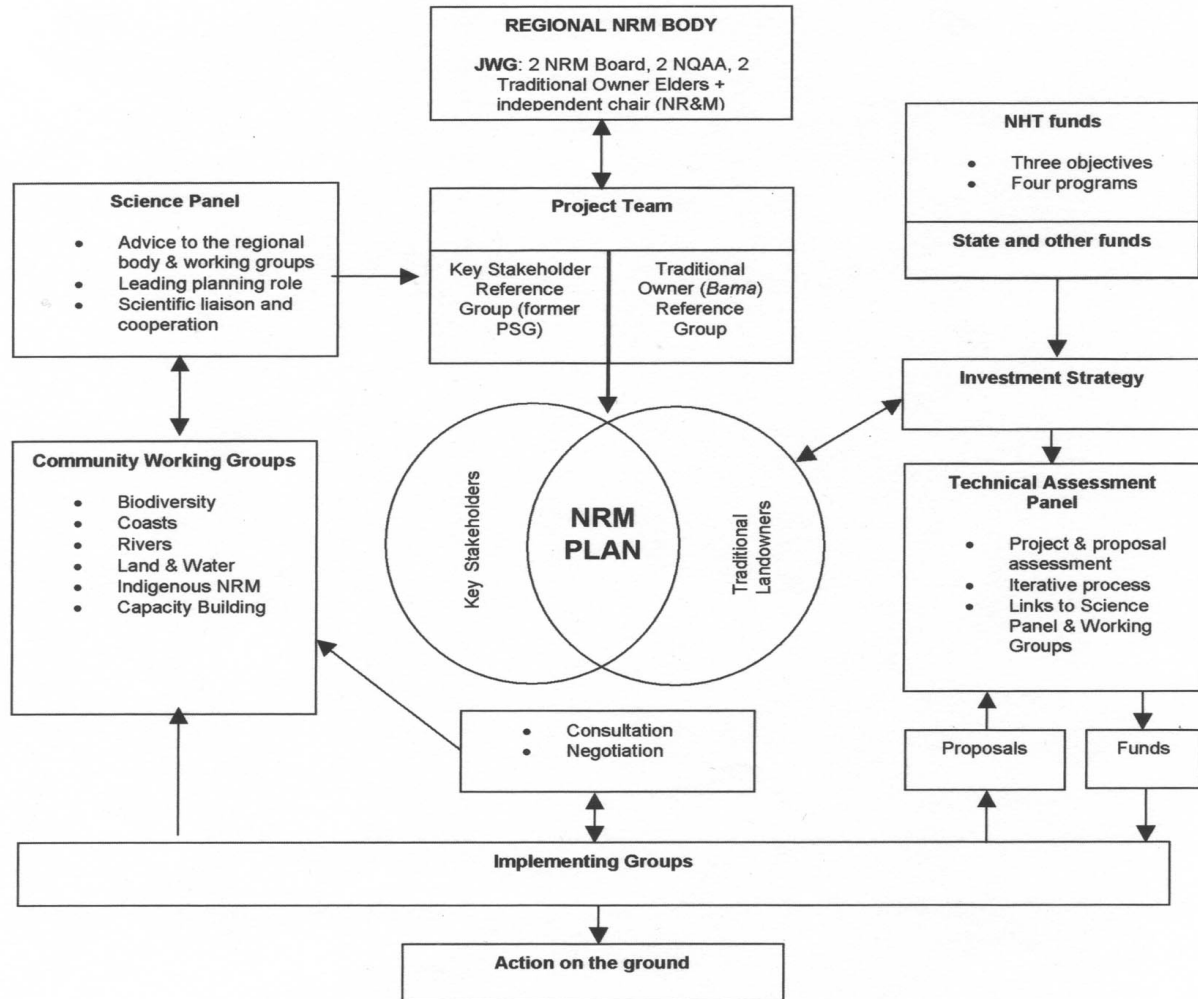 REGIONAL NRM BODY
JWG: 2 NRM Board, 2 NQAA, 2
Traditional Owner Elders +
independent chair (NR&M)
NHT funds
• Three objectives
• Four programs
State and other funds
Science Panel
• Advice to the regional
body & working groups
• Leading planning role
• Scientific liaison and
cooperation
Project Team
Key Stakeholder
Reference
Group (former
PSG)
Traditional
Owner (Bama)
Reference
Group
Investment Strategy
Community Working Groups
• Biodiversity
• Coasts
• Rivers
• Land & Water
• Indigenous NRM
• Capacity Building
Key Stakeholders
NRM
PLAN
Traditional
Landowners
Technical Assessment
Panel
• Project & proposal
assessment
• Iterative process
• Links to Science
Panel & Working
Groups
• Consultation
• Negotiation
Proposals
Funds
Implementing Groups
Action on the ground